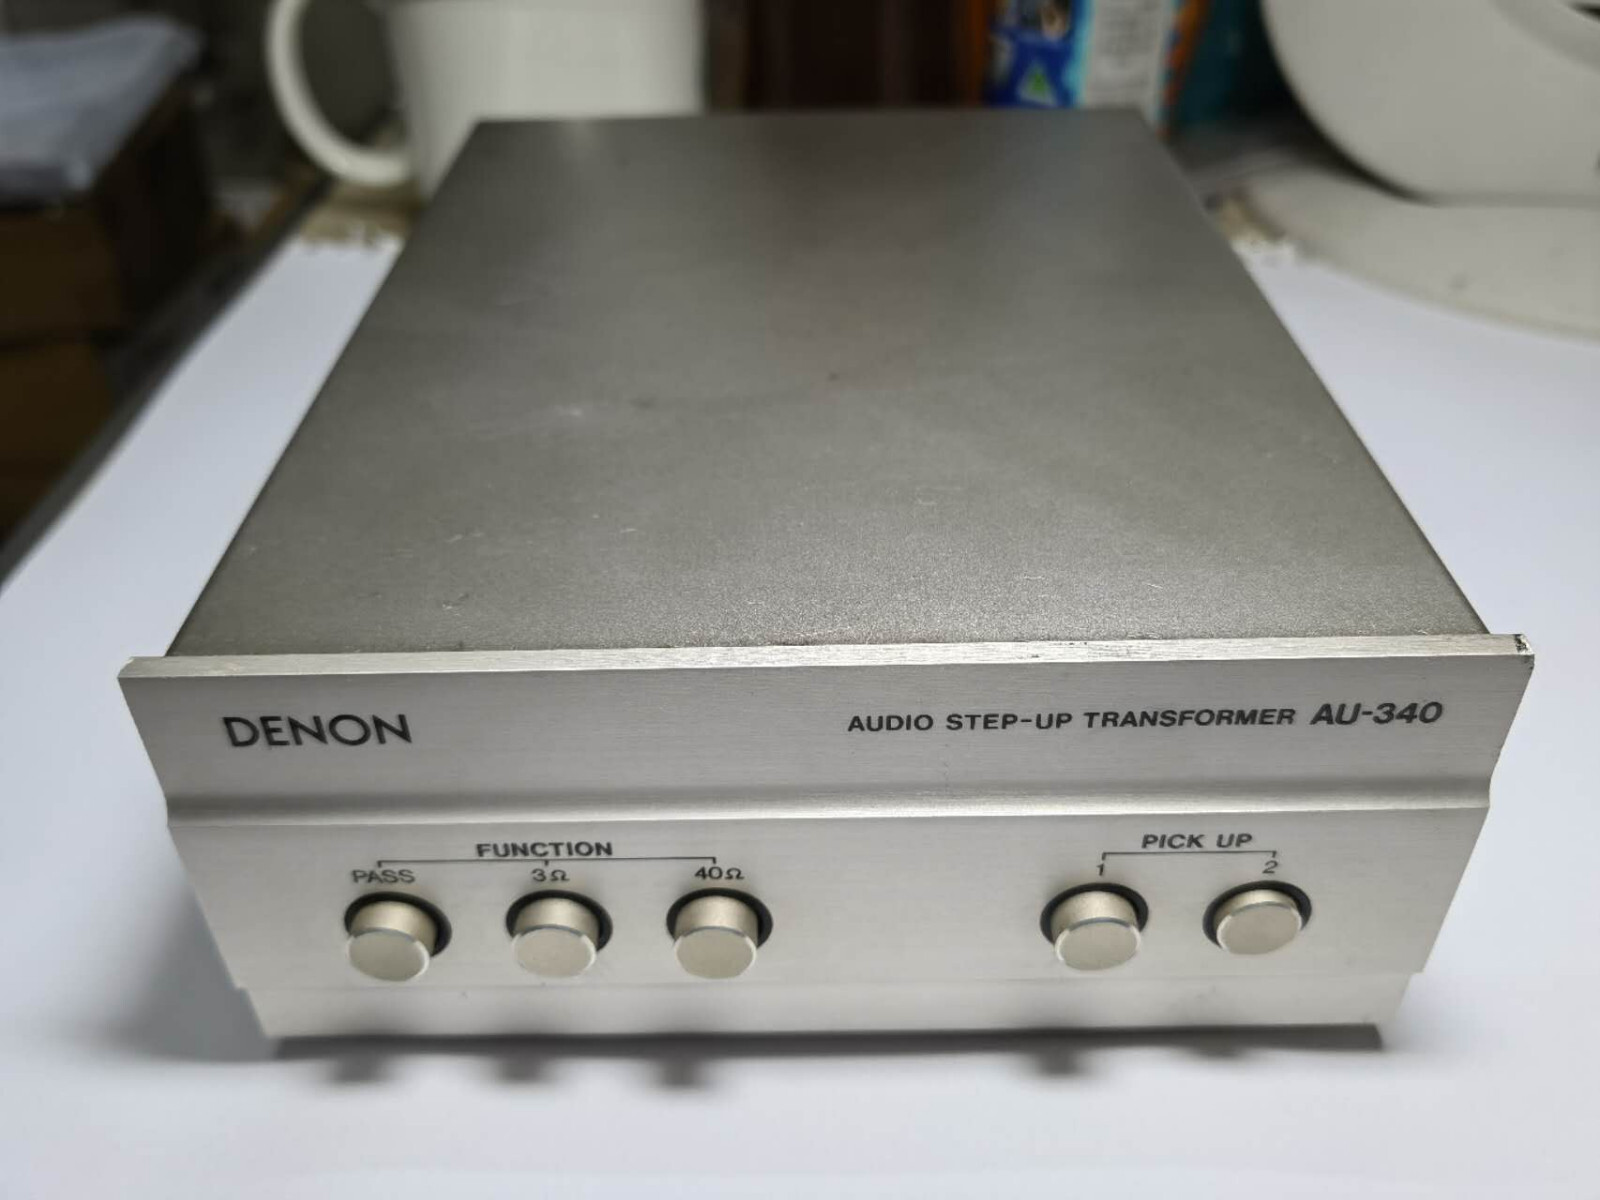 DENON
AUDIO STEP-UP TRANSFORMER AU-340
FUNCTION
PASS 3Ω 40Ω
PICK UP
1 2